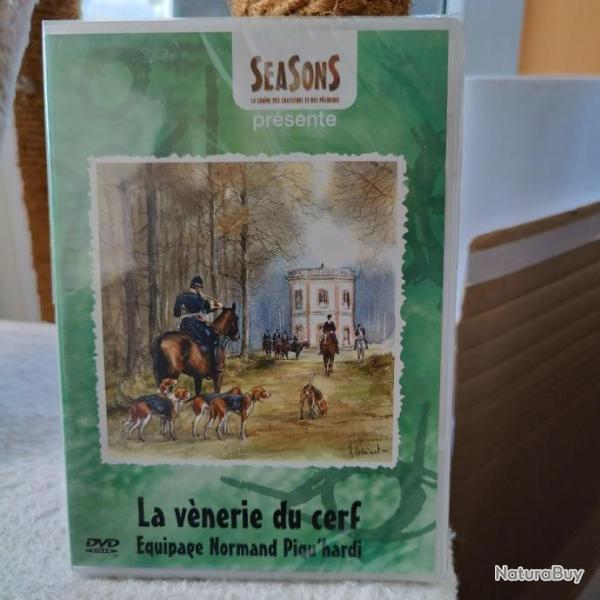 SEASONS
LA CHAÎNE DES CHASSEURS ET DES PÊCHEURS
présente
La vènerie du cerf
Equipage Normand Piqu'hardi
DVD
VIDEO
NaturaBuy